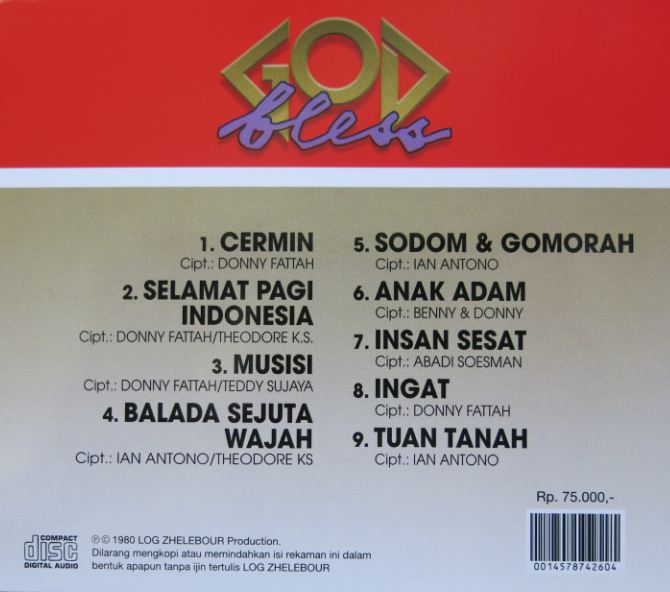 GOD
bless
1. CERMIN
Cipt.: DONNY FATTAH
2. SELAMAT PAGI
INDONESIA
Cipt.: DONNY FATTAH/THEODORE K.S.
3. MUSISI
Cipt.: DONNY FATTAH/TEDDY SUJAYA
4. BALADA SEJUTA
WAJAH
Cipt.: IAN ANTONO/THEODORE KS
5. SODOM & GOMORAH
Cipt.: IAN ANTONO
6. ANAK ADAM
Cipt.: BENNY & DONNY
7. INSAN SESAT
Cipt.: ABADI SOESMAN
8. INGAT
Cipt.: DONNY FATTAH
9. TUAN TANAH
Cipt.: IAN ANTONO
Rp. 75.000,-
0014578742604
COMPACT
disc
DIGITAL AUDIO
℗ © 1980 LOG ZHELEBOUR Production.
Dilarang mengkopi atau memindahkan isi rekaman ini dalam
bentuk apapun tanpa ijin tertulis LOG ZHELEBOUR